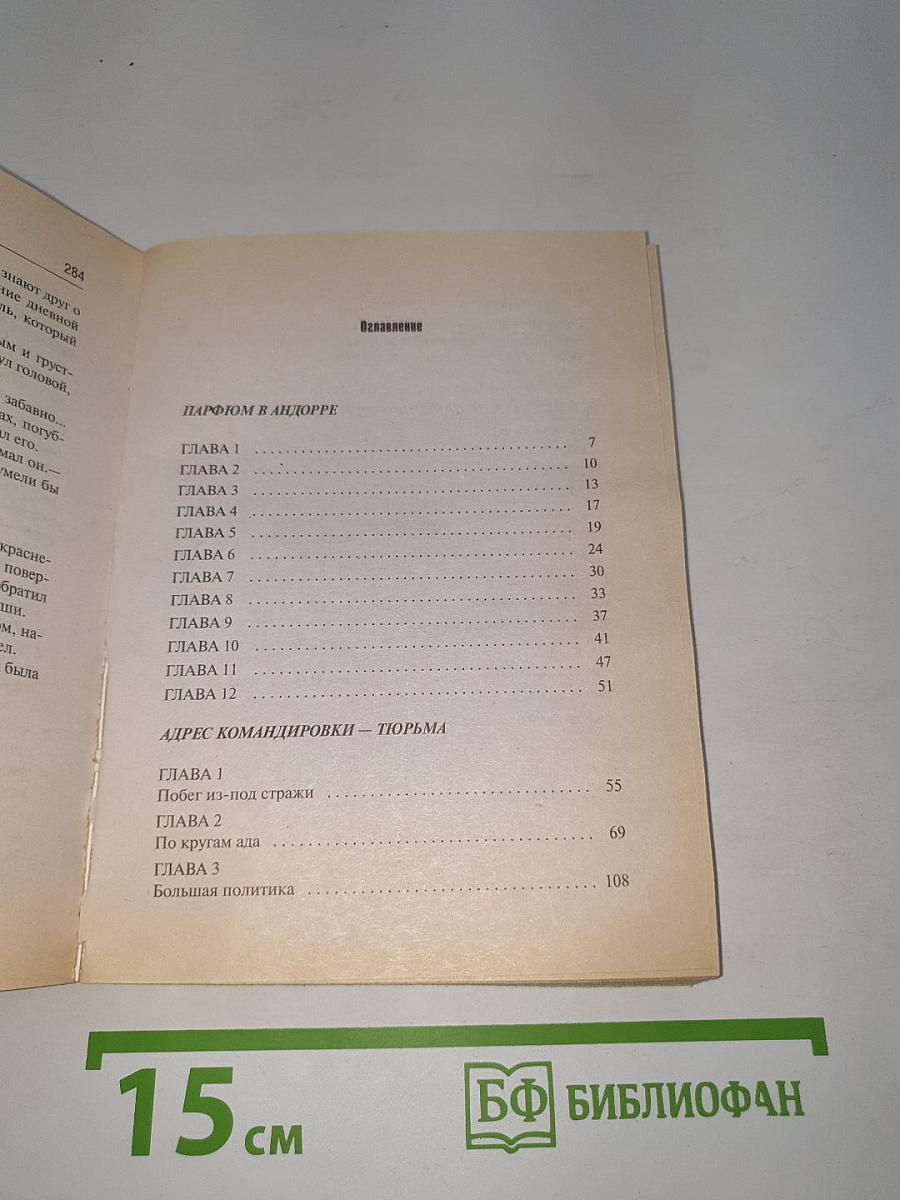 284
знают друг о
ние дневной
ль, который
ым и груст-
ул головой,
забавно...
ах, погуб-
ал его.
мал он.—
умели бы
красне-
повер-
братил
ши.
ом, на-
ел.
была
Оглавление
ПАРФЮМ В АНДОРРЕ
ГЛАВА 1 .............................. 7
ГЛАВА 2 .............................. 10
ГЛАВА 3 .............................. 13
ГЛАВА 4 .............................. 17
ГЛАВА 5 .............................. 19
ГЛАВА 6 .............................. 24
ГЛАВА 7 .............................. 30
ГЛАВА 8 .............................. 33
ГЛАВА 9 .............................. 37
ГЛАВА 10 .............................. 41
ГЛАВА 11 .............................. 47
ГЛАВА 12 .............................. 51
АДРЕС КОМАНДИРОВКИ — ТЮРЬМА
ГЛАВА 1
Побег из-под стражи .............................. 55
ГЛАВА 2
По кругам ада .............................. 69
ГЛАВА 3
Большая политика .............................. 108
15 см
БФ БИБ�лИОФАН